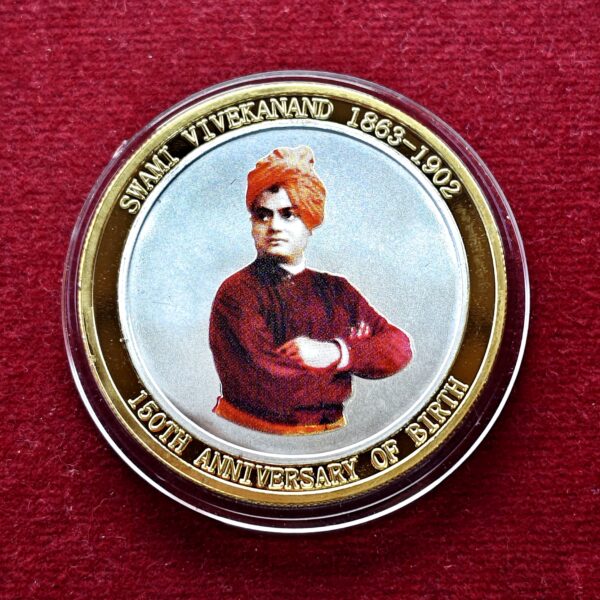 SWAMI VIVEKANAND 1863-1902
150TH ANNIVERSARY OF BIRTH